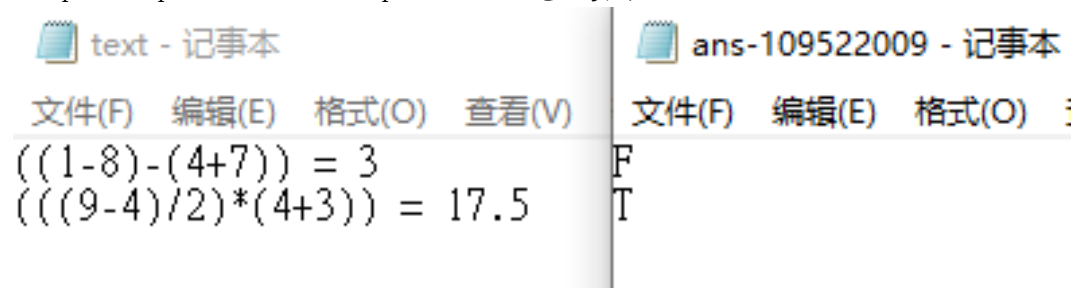 text - 记事本
文件(F) 编辑(E) 格式(O) 查看(V)
((1-8)-(4+7)) = 3
(((9-4)/2)*(4+3)) = 17.5
ans-109522009 - 记事本
文件(F) 编辑(E) 格式(O)
F
T